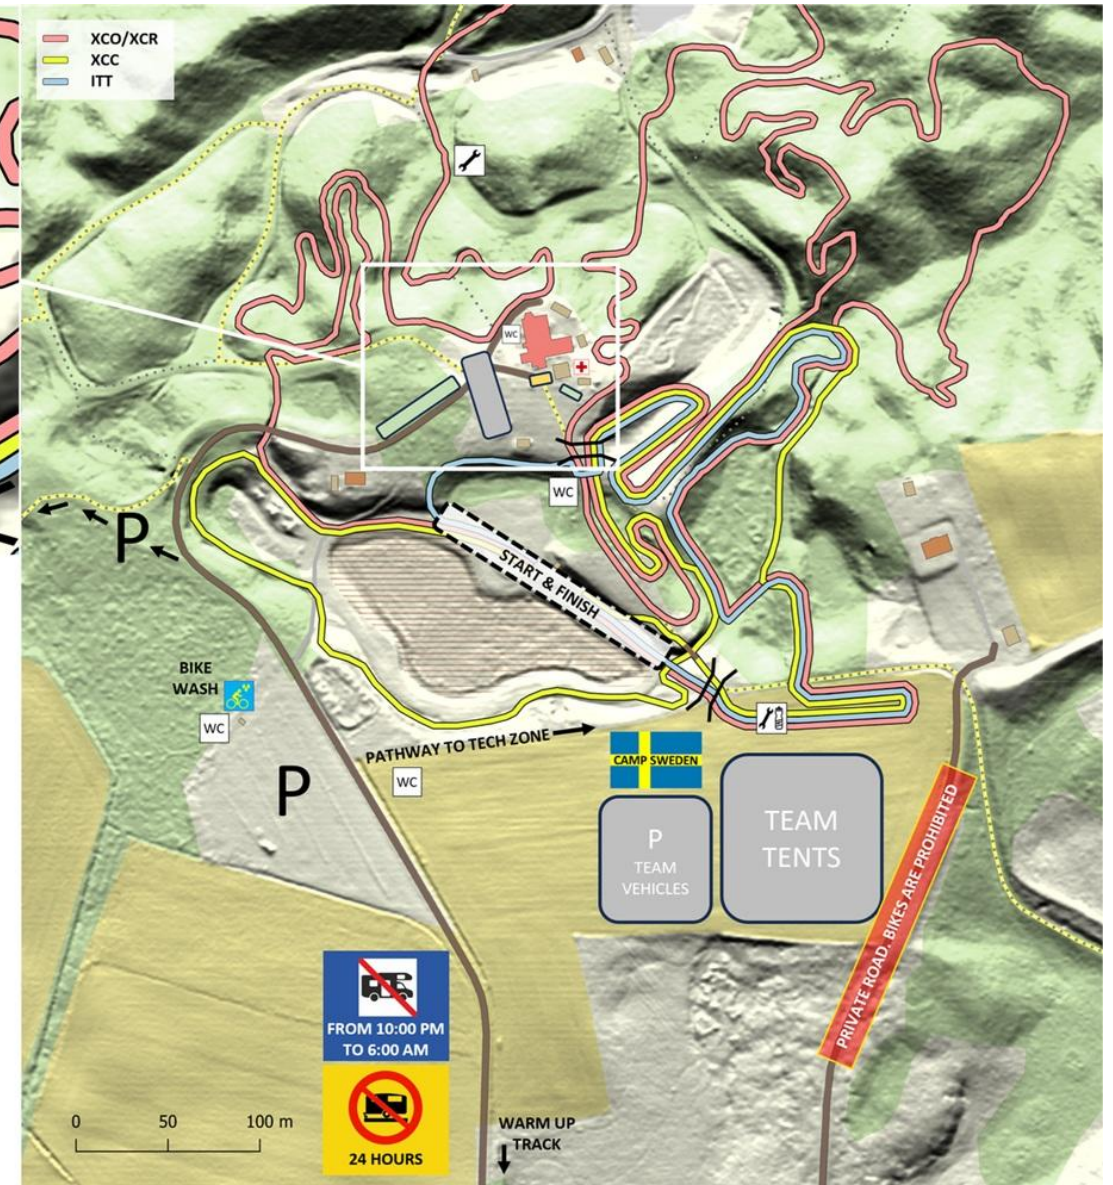 XCO/XCR
XCC
ITT
WC
WC
START & FINISH
P
BIKE
WASH
WC
PATHWAY TO TECH ZONE
WC
P
CAMP SWEDEN
P
TEAM
VEHICLES
TEAM
TENTS
PRIVATE ROAD. BIKES ARE PROHIBITED
FROM 10:00 PM
TO 6:00 AM
24 HOURS
0 50 100 m
WARM UP
TRACK